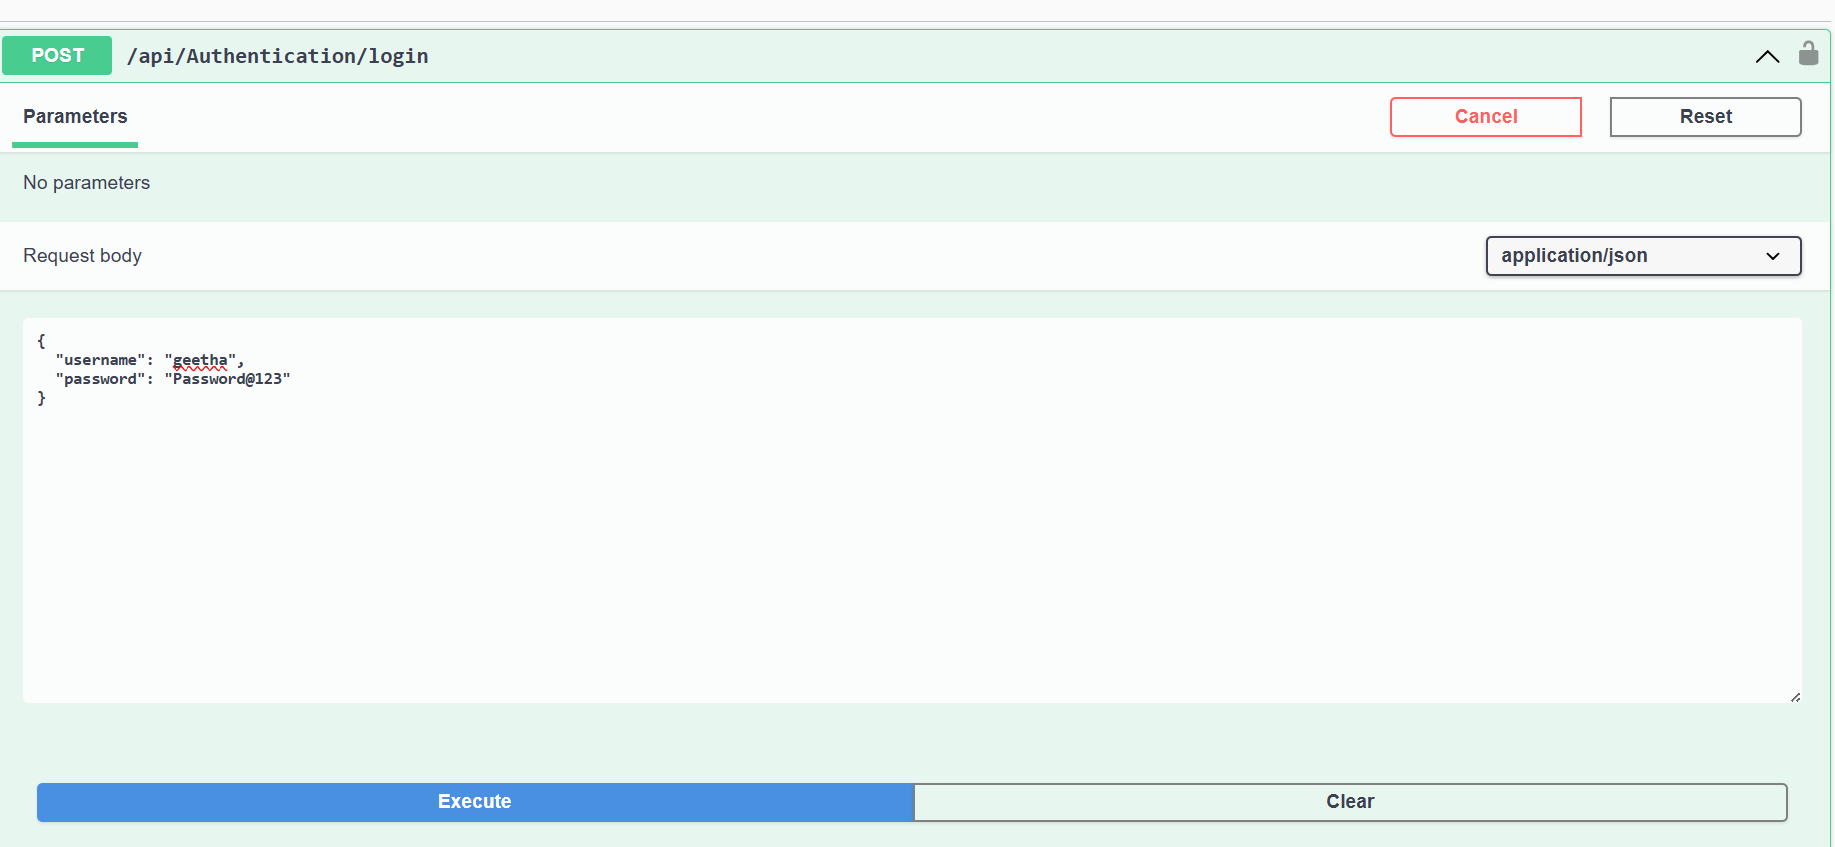 POST /api/Authentication/login
Parameters
Cancel
Reset
No parameters
Request body
application/json
{
  "username": "geetha",
  "password": "Password@123"
}
Execute
Clear